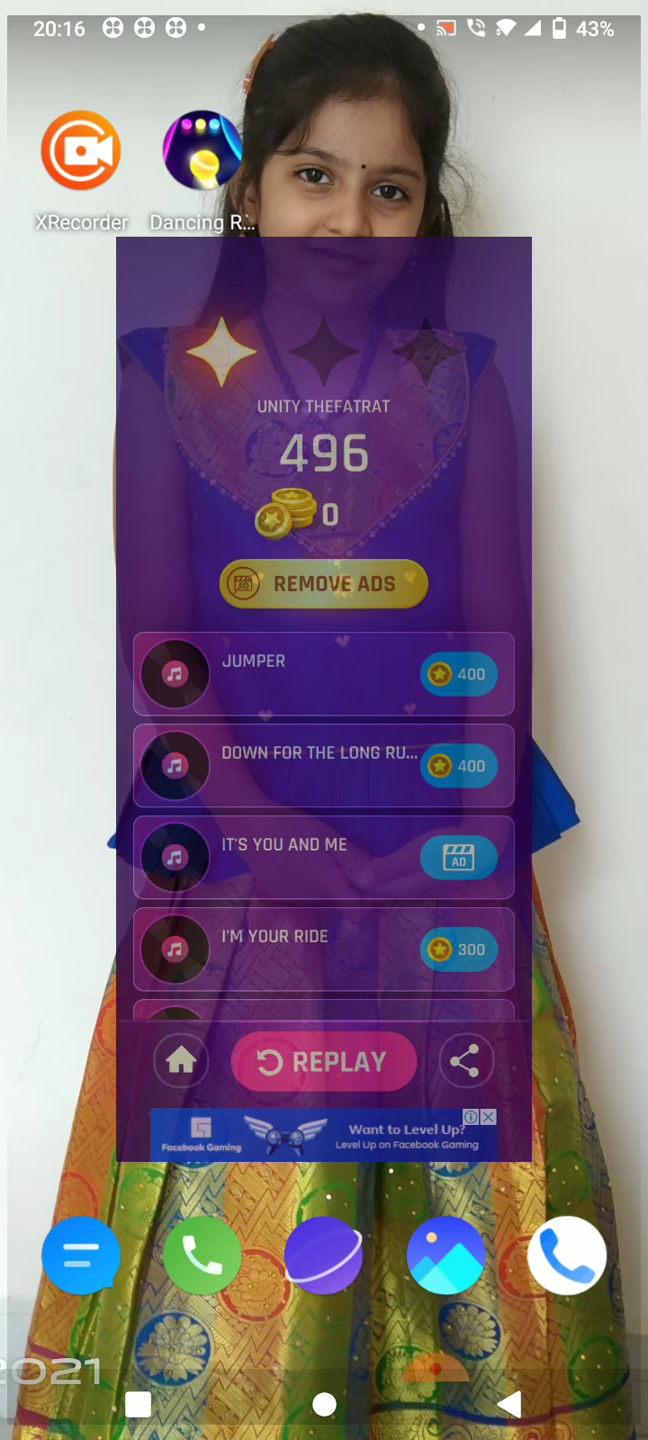 20:16
43%
XRecorder
Dancing R...
UNITY THEFATRAT
496
0
AD
REMOVE ADS
JUMPER
400
DOWN FOR THE LONG RU...
400
IT'S YOU AND ME
AD
I'M YOUR RIDE
300
REPLAY
Facebook Gaming
Want to Level Up?
Level Up on Facebook Gaming
2021